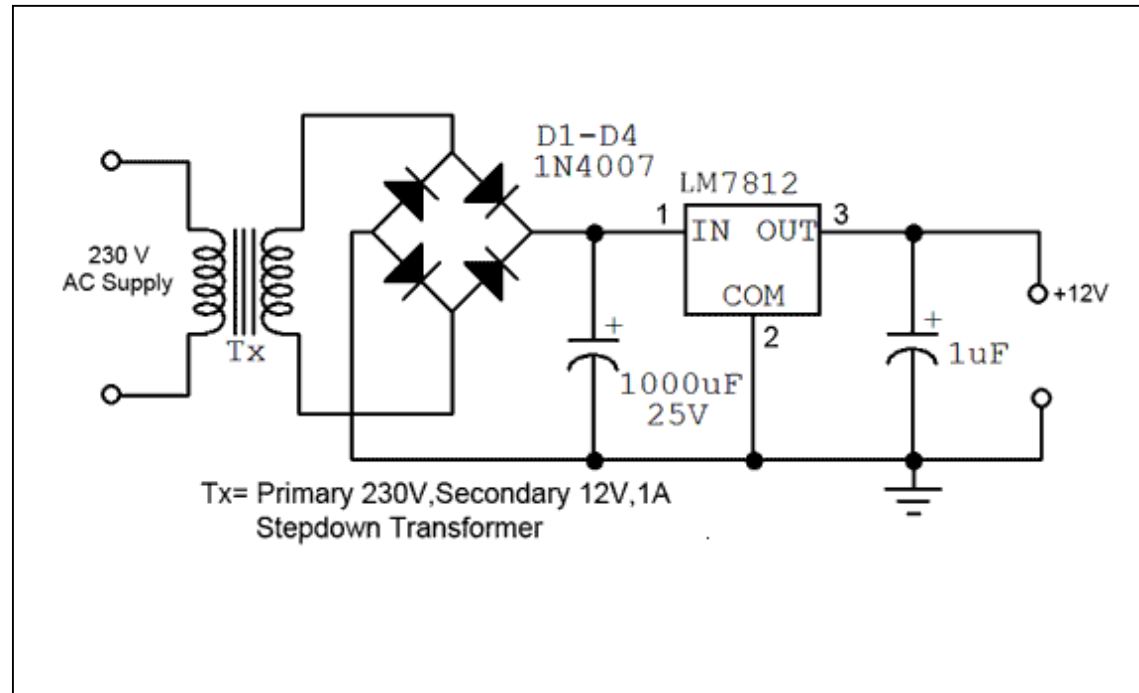 D1-D4
1N4007
LM7812
1
IN OUT
3
COM
2
230 V
AC Supply
Tx
+
1000uF
25V
+
1uF
+12V
Tx= Primary 230V,Secondary 12V,1A
Stepdown Transformer